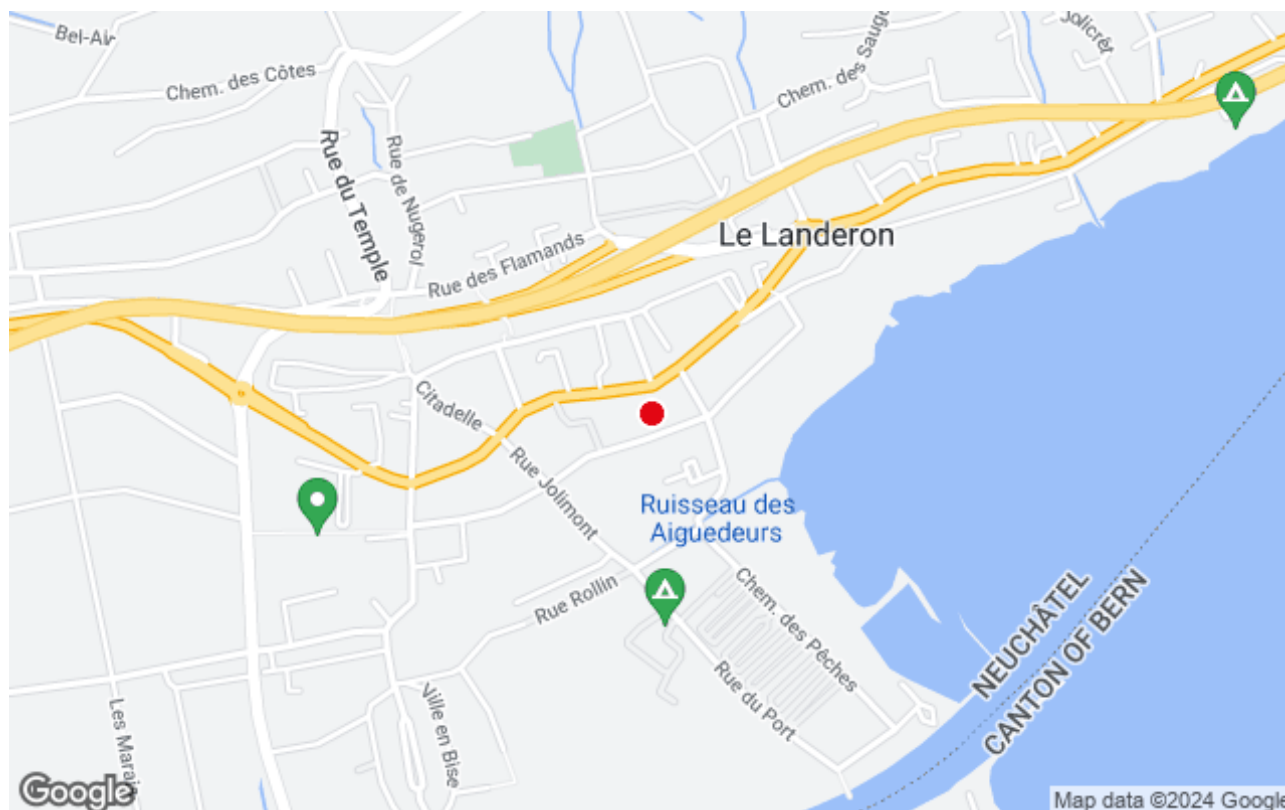 Bel-Air
Chem. des Côtes
Rue du Temple
Rue de Nugerol
Chem. des Sauge
olicrêt
Rue des Flamands
Le Landeron
Citadelle
Rue Jolimont
Ruisseau des
Aiguedeurs
Rue Rollin
Chem. des Pêches
Rue du Port
NEUCHÂTEL
CANTON OF BERN
Les Marais
Ville en Bise
Google
Map data ©2024 Google